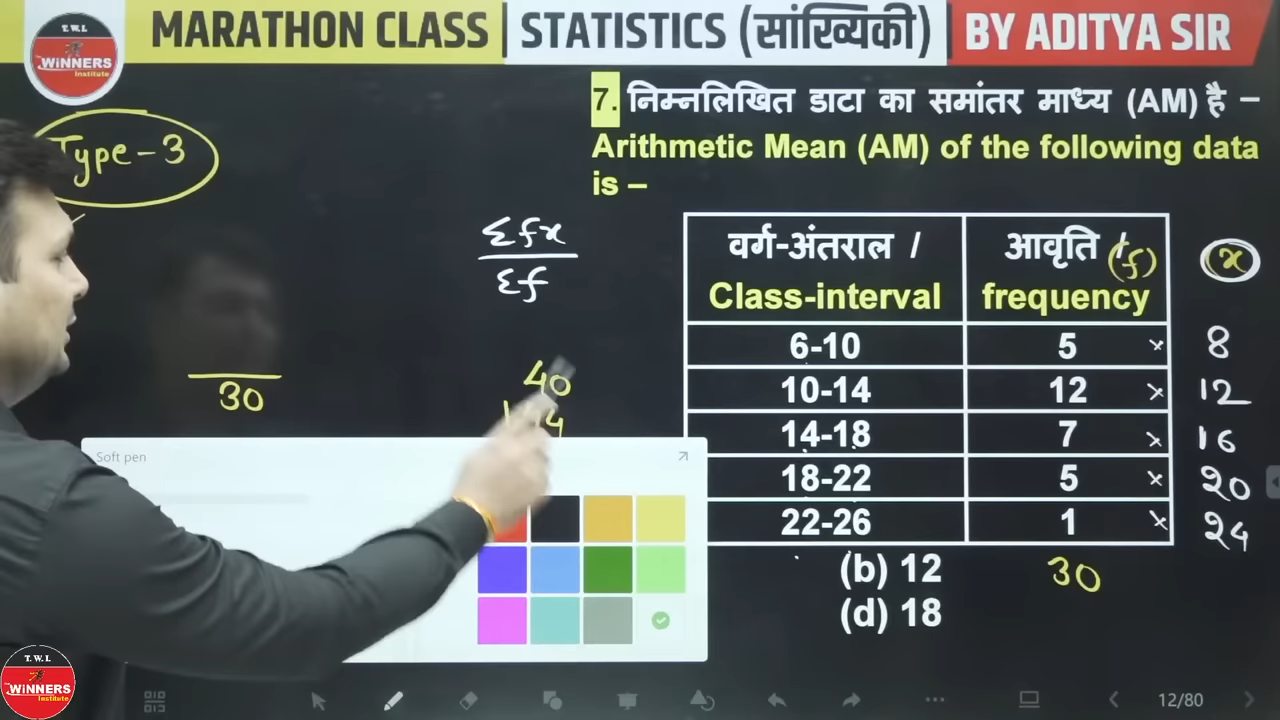 MARATHON CLASS STATISTICS (सांख्यिकी) BY ADITYA SIR
T.W.L
WiNNERS
Institute
Type-3
7. निम्नलिखित डाटा का समांतर माध्य (AM) है –
Arithmetic Mean (AM) of the following data
is –
Σfx
Σf
30
40
4
वर्ग-अंतराल / आवृति / (f) x
Class-interval frequency
6-10 5 × 8
10-14 12 × 12
14-18 7 × 16
18-22 5 × 20
22-26 1 × 24
30
(b) 12
(d) 18
Soft pen
T.W.L
WiNNERS
Institute
12/80